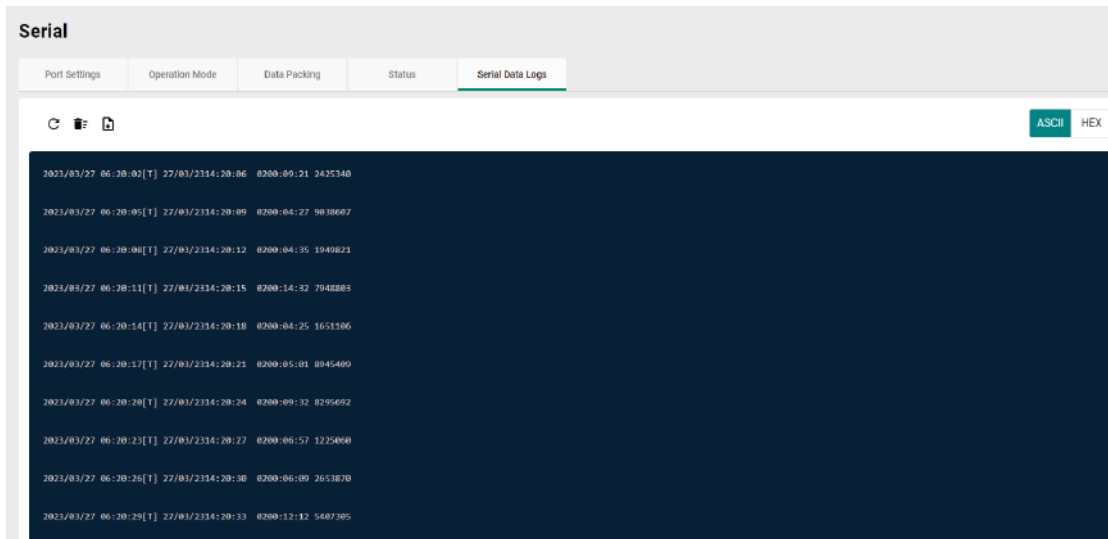 Serial
Port Settings Operation Mode Data Packing Status Serial Data Logs
ASCII HEX
2023/03/27 06:20:02[T] 27/03/2314:20:06 0200:09:21 2425340
2023/03/27 06:20:05[T] 27/03/2314:20:09 0200:04:27 9038607
2023/03/27 06:20:08[T] 27/03/2314:20:12 0200:04:35 1949821
2023/03/27 06:20:11[T] 27/03/2314:20:15 0200:14:32 7948803
2023/03/27 06:20:14[T] 27/03/2314:20:18 0200:04:25 1651106
2023/03/27 06:20:17[T] 27/03/2314:20:21 0200:05:01 8945409
2023/03/27 06:20:20[T] 27/03/2314:20:24 0200:09:32 8295692
2023/03/27 06:20:23[T] 27/03/2314:20:27 0200:06:57 1225060
2023/03/27 06:20:26[T] 27/03/2314:20:30 0200:06:09 2653870
2023/03/27 06:20:29[T] 27/03/2314:20:33 0200:12:12 5407305